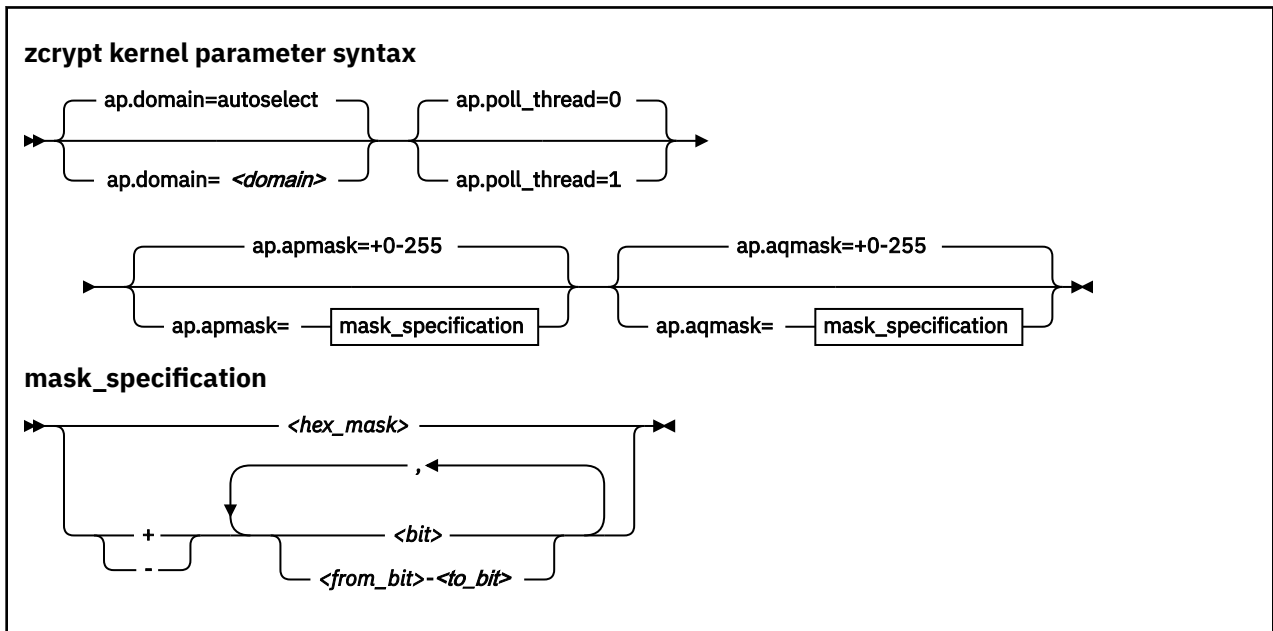 zcrypt kernel parameter syntax
ap.domain=autoselect ap.poll_thread=0
ap.domain= <domain> ap.poll_thread=1
ap.apmask=+0-255 ap.aqmask=+0-255
ap.apmask= mask_specification ap.aqmask= mask_specification
mask_specification
<hex_mask>
,
+ <bit>
-
<from_bit>-<to_bit>